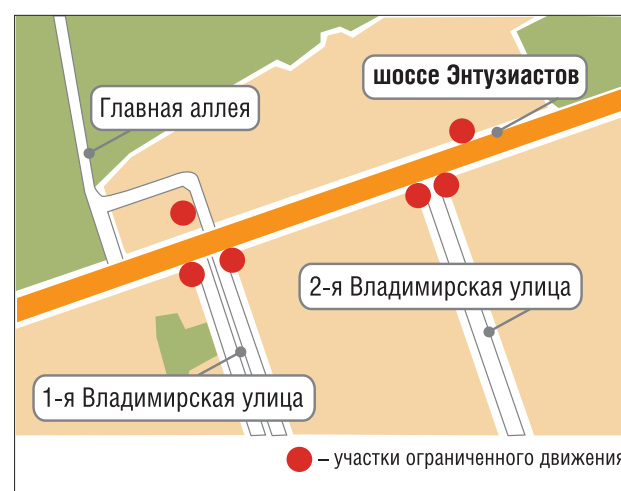 шоссе Энтузиастов
Главная аллея
2-я Владимирская улица
1-я Владимирская улица
– участки ограниченного движения